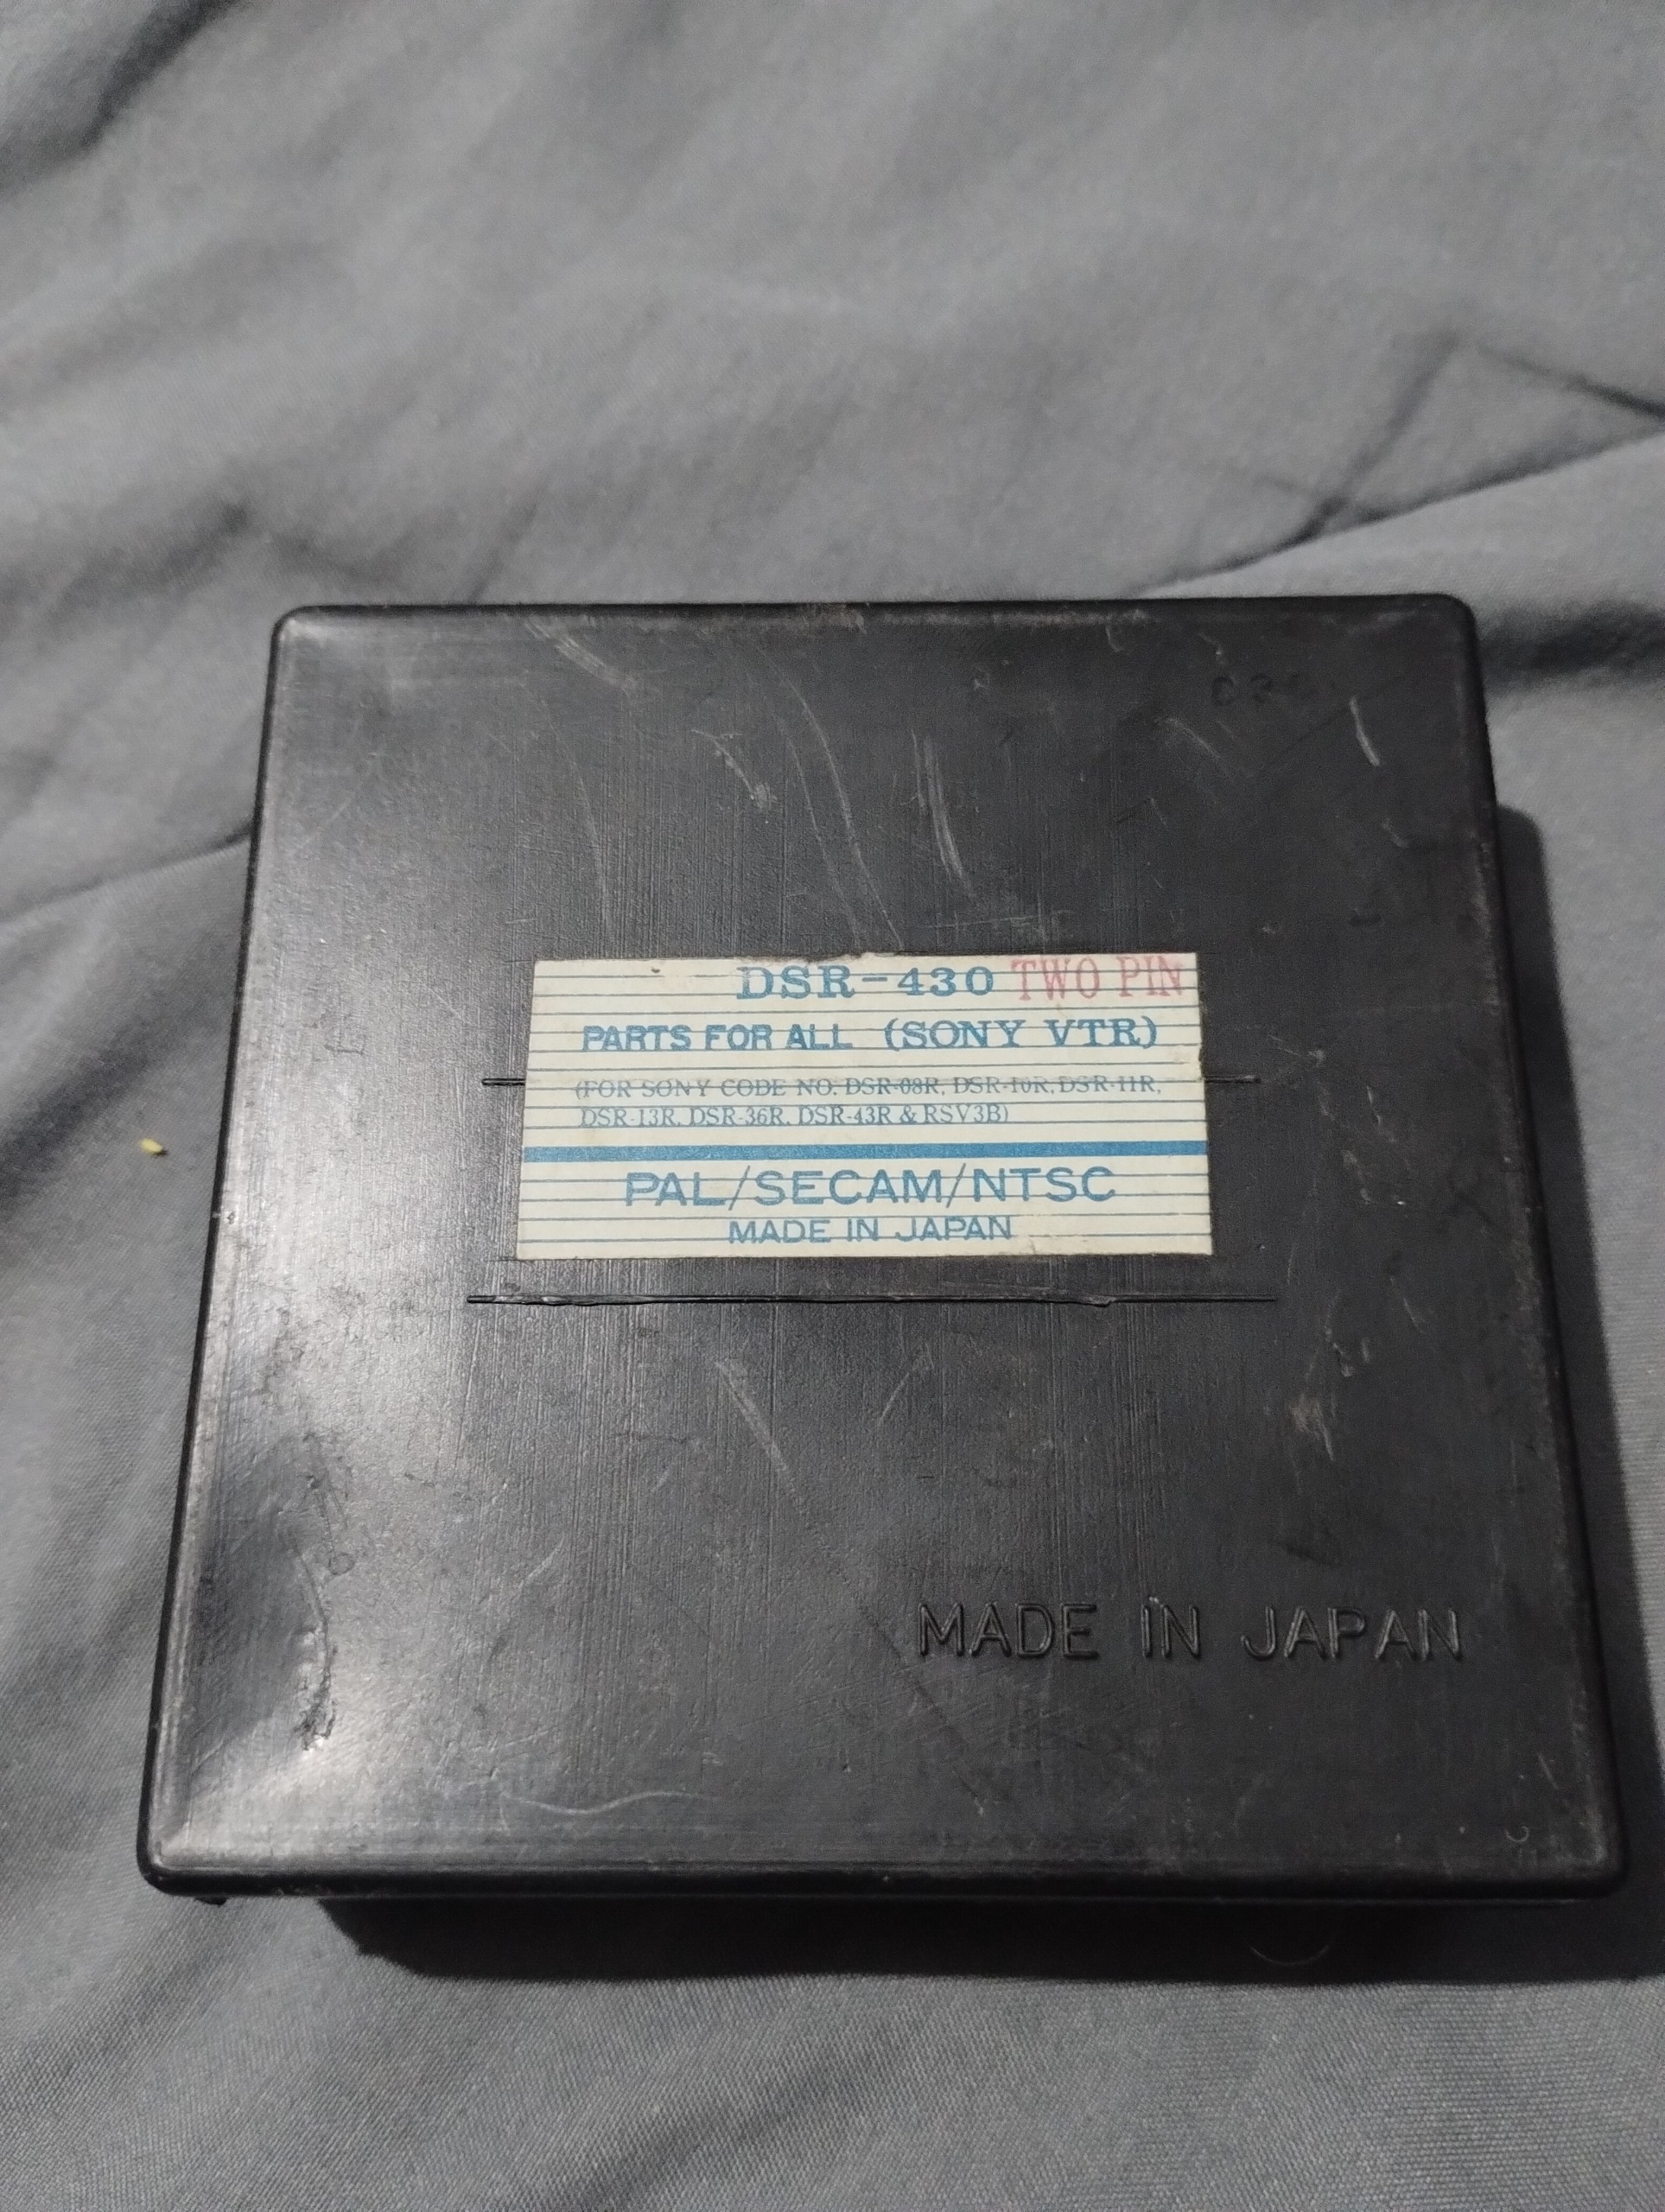 DSR-430 TWO PIN
PARTS FOR ALL (SONY VTR)
(FOR SONY CODE NO. DSR-08R, DSR-10R, DSR-11R,
DSR-13R, DSR-36R, DSR-43R & RSV3B)
PAL/SECAM/NTSC
MADE IN JAPAN
MADE IN JAPAN